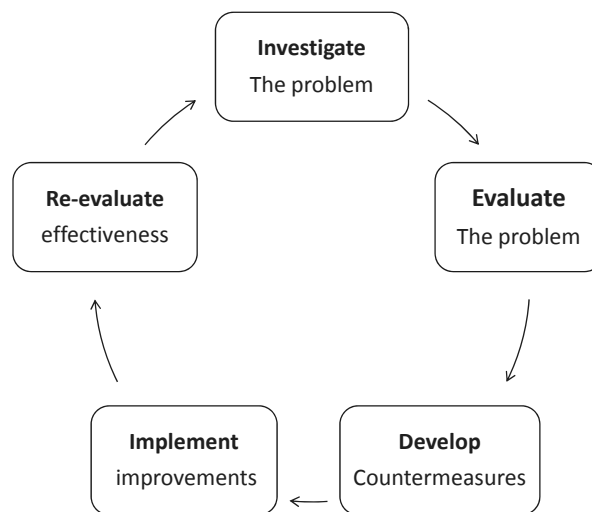 Investigate
The problem
Evaluate
The problem
Develop
Countermeasures
Implement
improvements
Re-evaluate
effectiveness